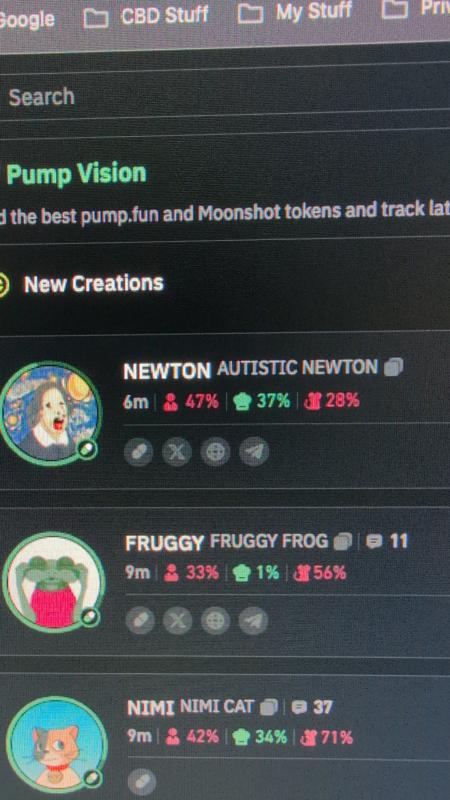 Google CBD Stuff My Stuff
Search
Pump Vision
the best pump.fun and Moonshot tokens and track
New Creations
NEWTON AUTISTIC NEWTON
6m 47% 37% 28%
FRUGGY FRUGGY FROG 11
9m 33% 1% 56%
NIMI NIMI CAT 37
9m 42% 34% 71%